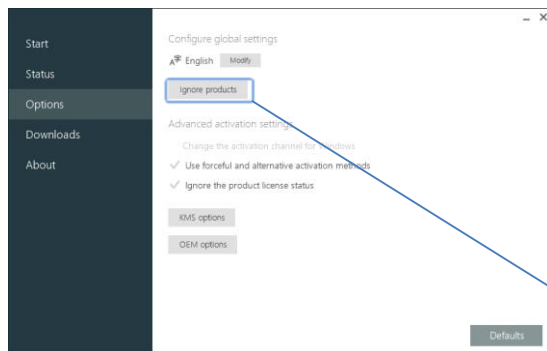 Start
Status
Options
Downloads
About
Configure global settings
English Modify
Ignore products
Advanced activation settings
Change the activation channel for Windows
Use forceful and alternative activation methods
Ignore the product license status
KMS options
OEM options
Defaults